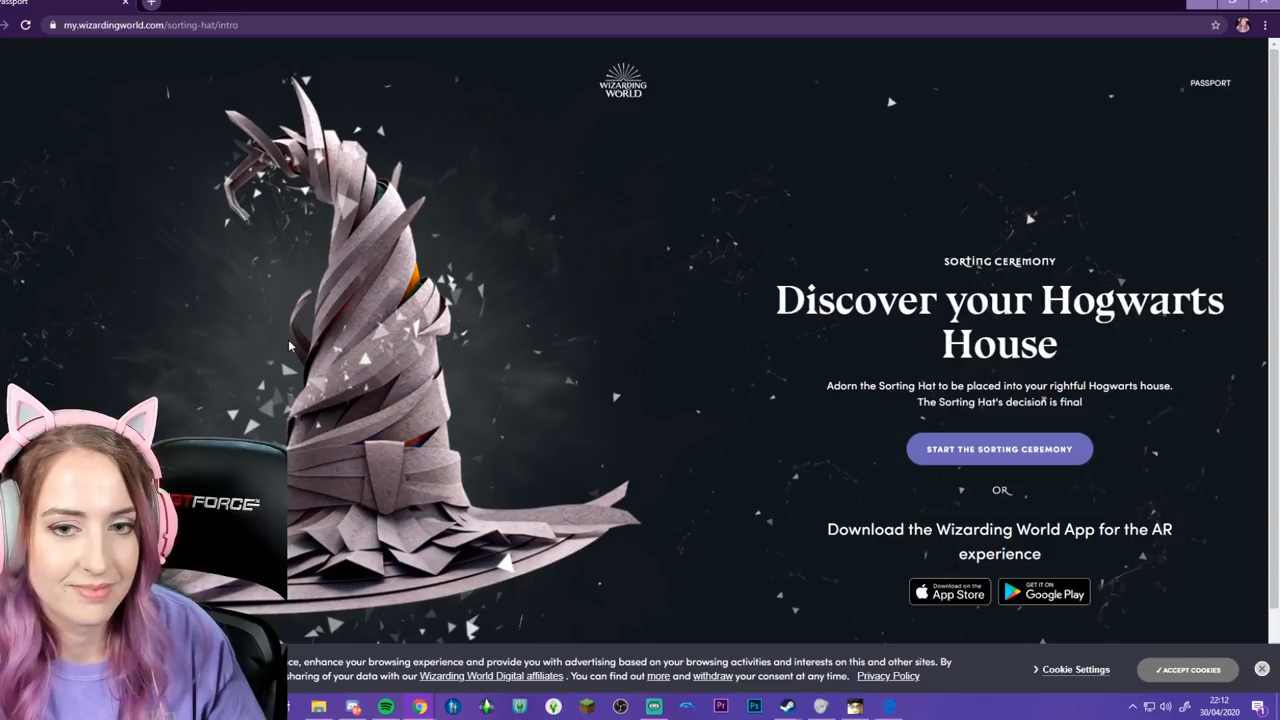 assport
my.wizardingworld.com/sorting-hat/intro
WIZARDING
WORLD
PASSPORT
SORTING CEREMONY
Discover your Hogwarts
House
Adorn the Sorting Hat to be placed into your rightful Hogwarts house.
The Sorting Hat's decision is final
START THE SORTING CEREMONY
OR
Download the Wizarding World App for the AR
experience
Download on the
App Store
GET IT ON
Google Play
GTFORCE
ce, enhance your browsing experience and provide you with advertising based on your browsing activities and interests on this and other sites. By
sharing of your data with our Wizarding World Digital affiliates . You can find out more and withdraw your consent at any time. Privacy Policy
Cookie Settings
✓ ACCEPT COOKIES
Pr
Ps
22:12
30/04/2020
1